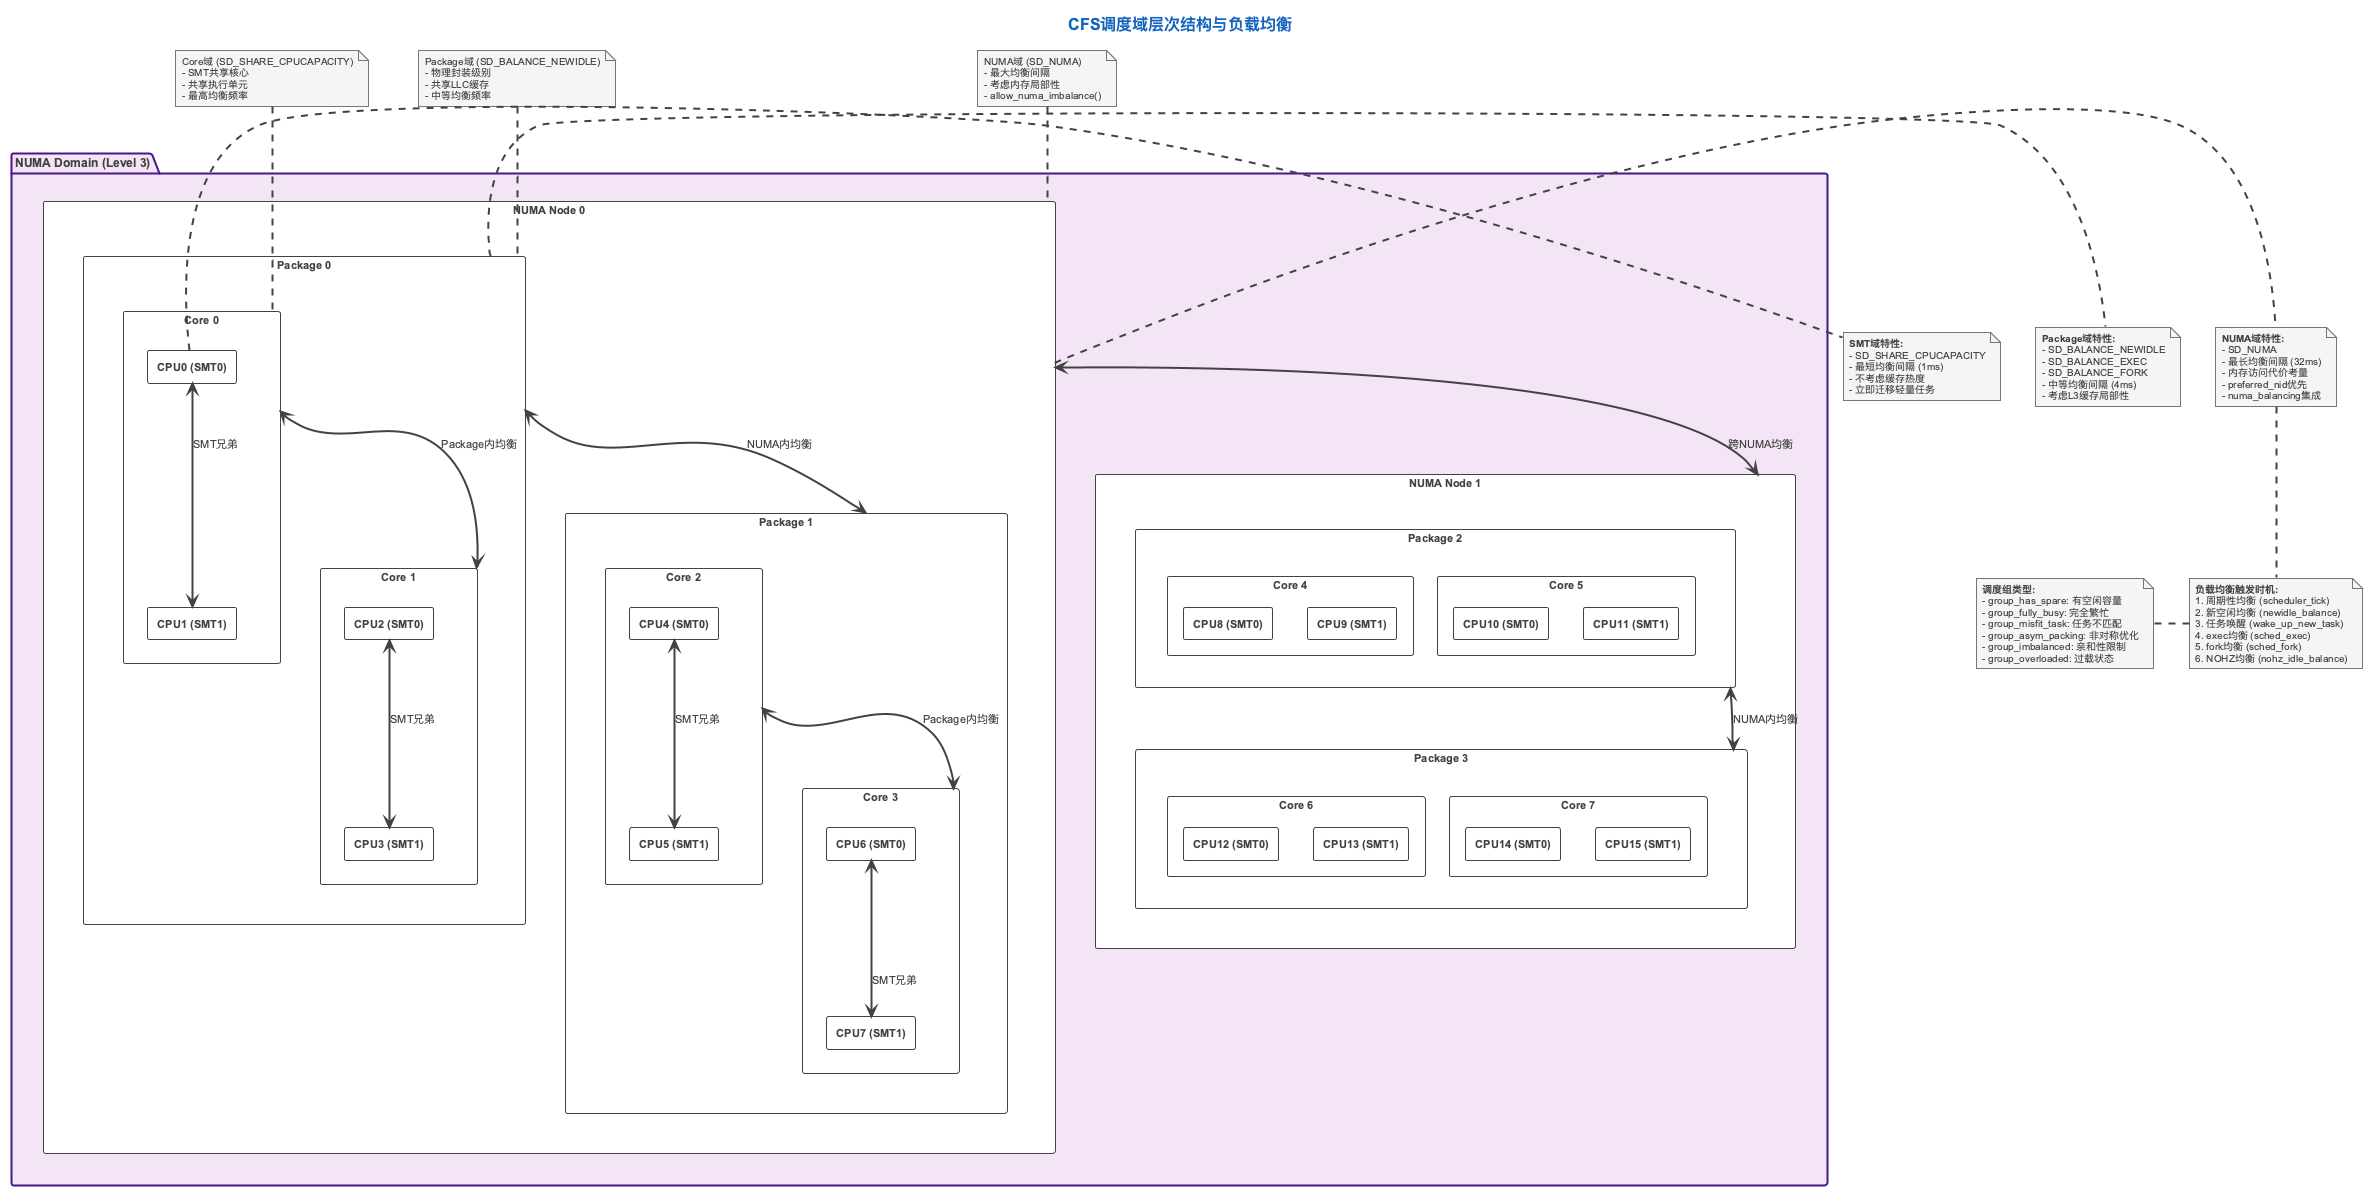 CFS调度域层次结构与负载均衡
Core域 (SD_SHARE_CPUCAPACITY)
- SMT共享核心
- 共享执行单元
- 最高均衡频率
Package域 (SD_BALANCE_NEWIDLE)
- 物理封装级别
- 共享LLC缓存
- 中等均衡频率
NUMA域 (SD_NUMA)
- 最大均衡间隔
- 考虑内存局部性
- allow_numa_imbalance()
NUMA Domain (Level 3)
NUMA Node 0
Package 0
Core 0
CPU0 (SMT0)
SMT兄弟
CPU1 (SMT1)
Package内均衡
Core 1
CPU2 (SMT0)
SMT兄弟
CPU3 (SMT1)
NUMA内均衡
Package 1
Core 2
CPU4 (SMT0)
SMT兄弟
CPU5 (SMT1)
Package内均衡
Core 3
CPU6 (SMT0)
SMT兄弟
CPU7 (SMT1)
跨NUMA均衡
NUMA Node 1
Package 2
Core 4
CPU8 (SMT0)
CPU9 (SMT1)
Core 5
CPU10 (SMT0)
CPU11 (SMT1)
NUMA内均衡
Package 3
Core 6
CPU12 (SMT0)
CPU13 (SMT1)
Core 7
CPU14 (SMT0)
CPU15 (SMT1)
SMT域特性:
- SD_SHARE_CPUCAPACITY
- 最短均衡间隔 (1ms)
- 不考虑缓存热度
- 立即迁移轻量任务
Package域特性:
- SD_BALANCE_NEWIDLE
- SD_BALANCE_EXEC
- SD_BALANCE_FORK
- 中等均衡间隔 (4ms)
- 考虑L3缓存局部性
NUMA域特性:
- SD_NUMA
- 最长均衡间隔 (32ms)
- 内存访问代价考量
- preferred_nid优先
- numa_balancing集成
调度组类型:
- group_has_spare: 有空闲容量
- group_fully_busy: 完全繁忙
- group_misfit_task: 任务不匹配
- group_asym_packing: 非对称优化
- group_imbalanced: 亲和性限制
- group_overloaded: 过载状态
负载均衡触发时机:
1. 周期性均衡 (scheduler_tick)
2. 新空闲均衡 (newidle_balance)
3. 任务唤醒 (wake_up_new_task)
4. exec均衡 (sched_exec)
5. fork均衡 (sched_fork)
6. NOHZ均衡 (nohz_idle_balance)